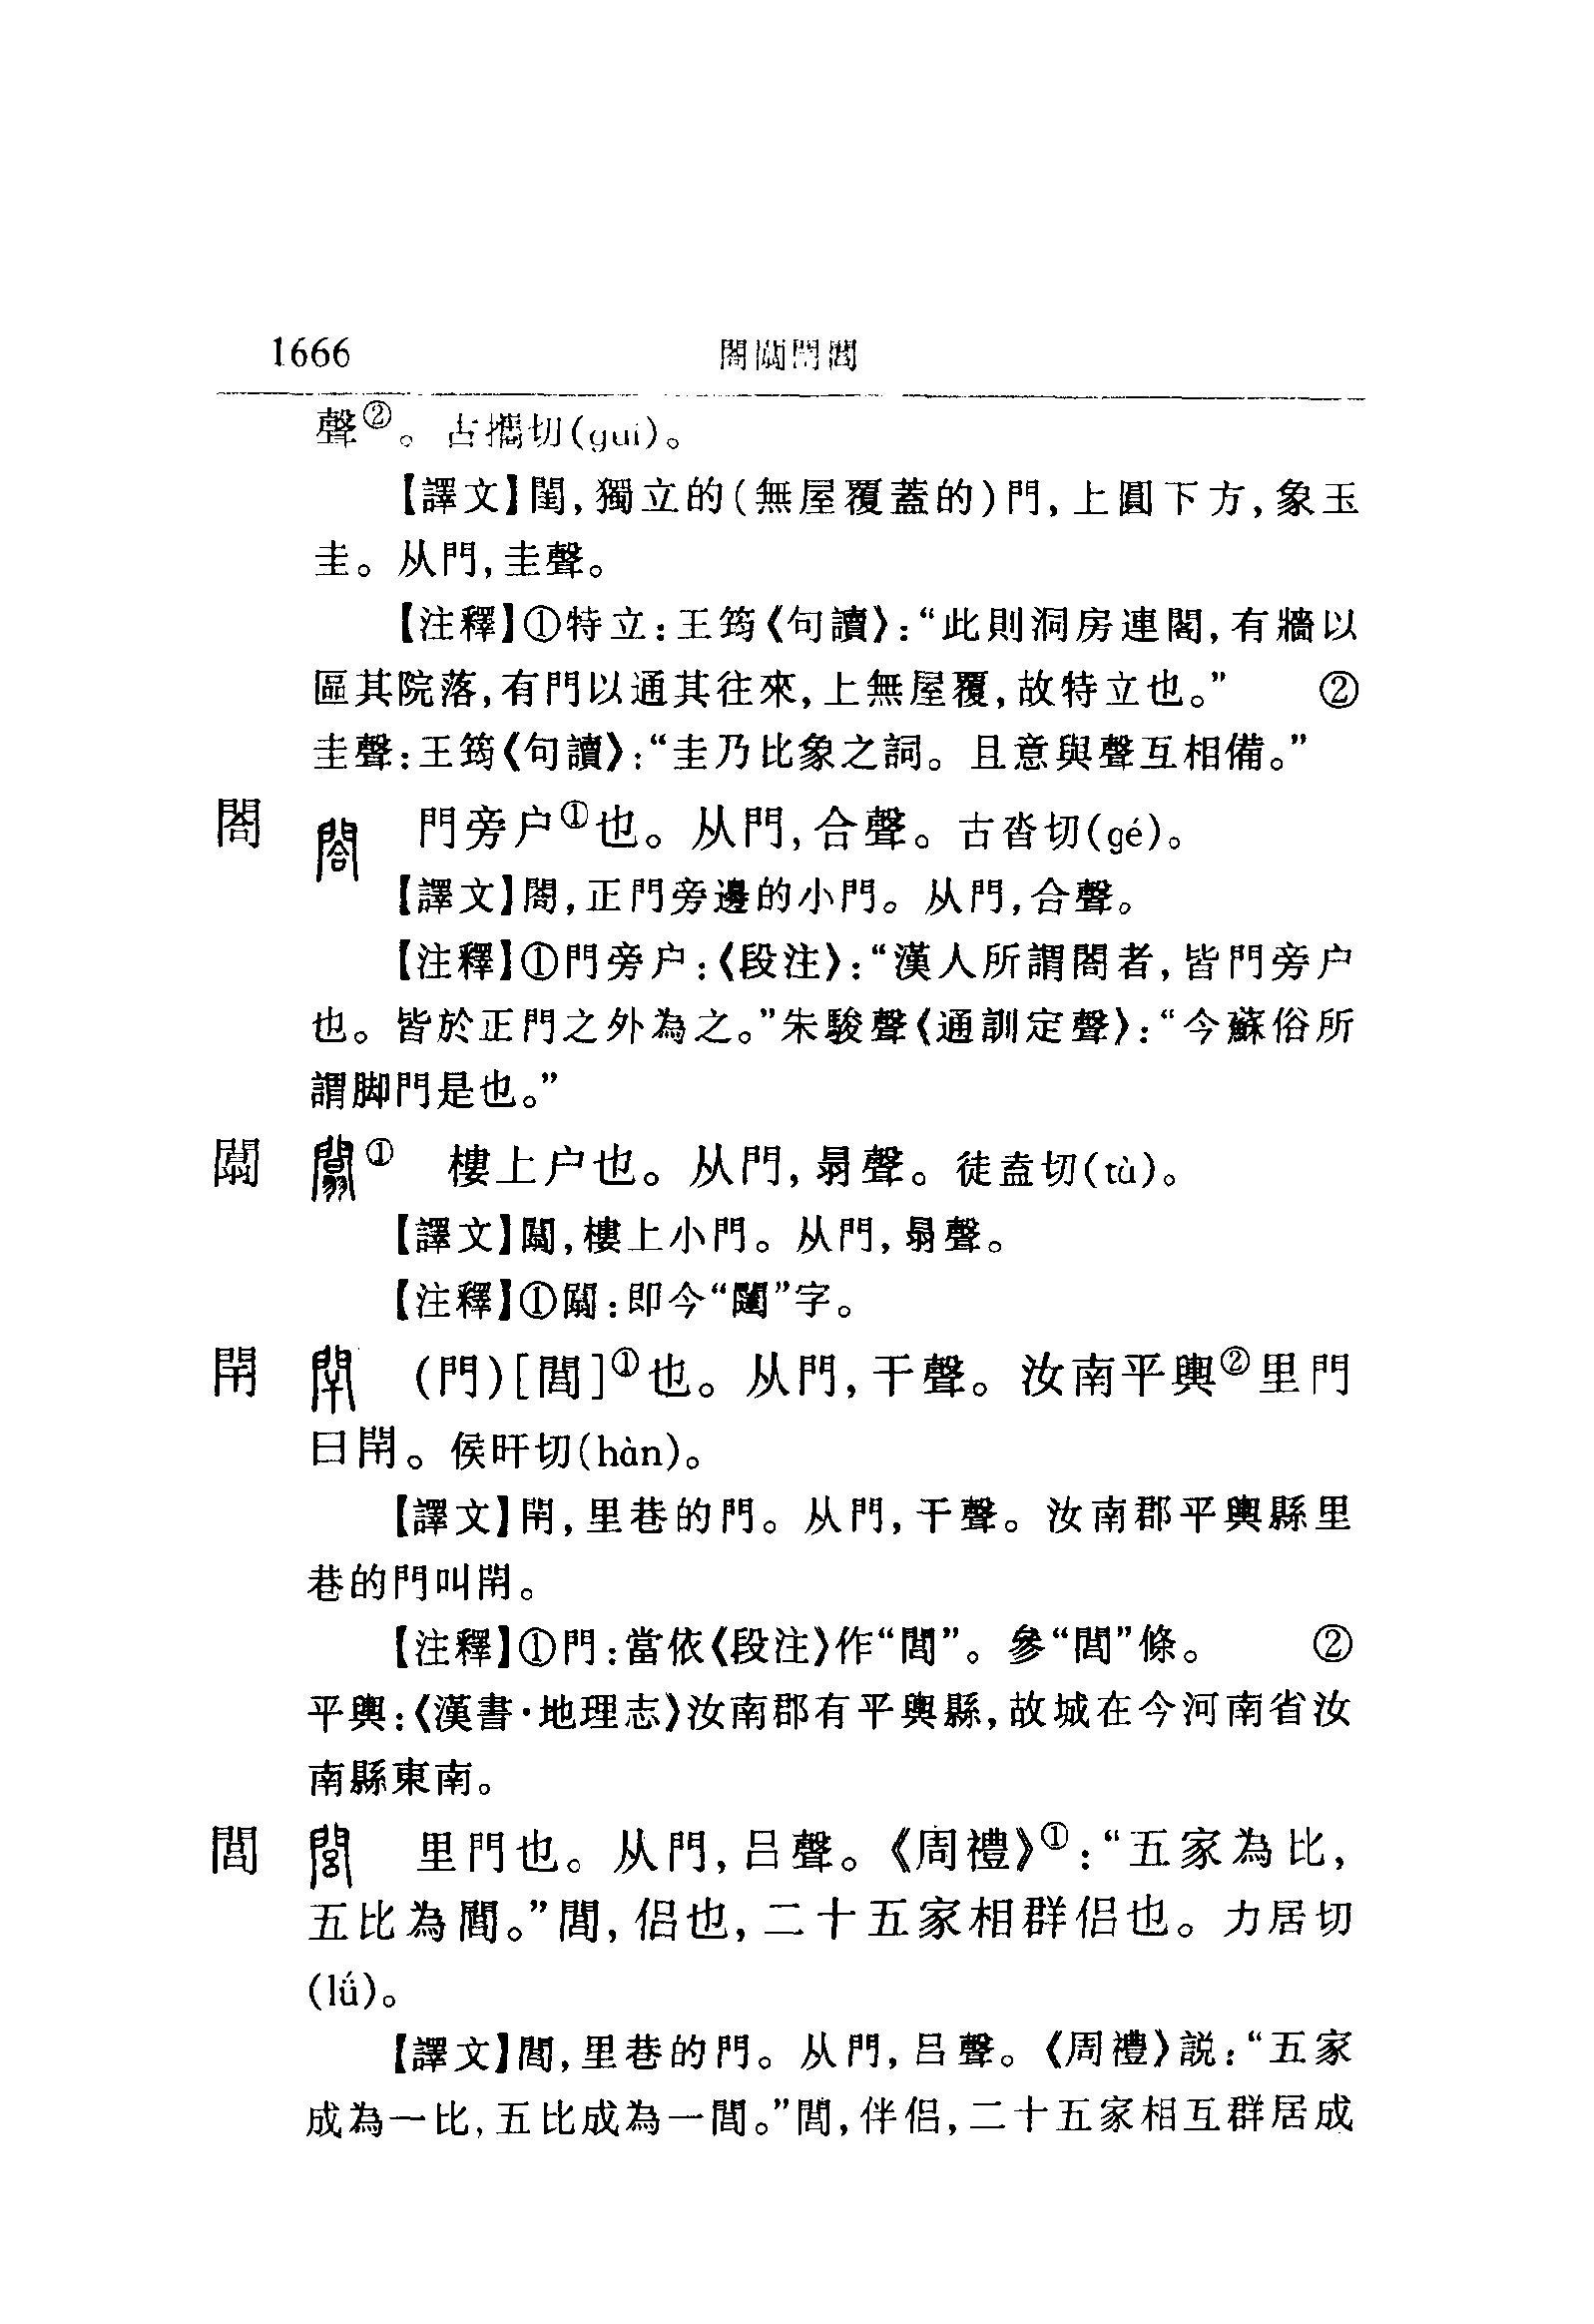 1666 閤闒閈閭
聲②。古攜切(guī)。
【譯文】閨,獨立的(無屋覆蓋的)門,上圓下方,象玉
圭。从門,圭聲。
【注釋】①特立:王筠《句讀》:“此則洞房連闥,有牆以
區其院落,有門以通其往來,上無屋覆,故特立也。” ②
圭聲:王筠《句讀》:“圭乃比象之詞。且意與聲互相備。”
閤 閤 門旁户①也。从門,合聲。古沓切(gé)。
【譯文】閤,正門旁邊的小門。从門,合聲。
【注釋】①門旁户:《段注》:“漢人所謂閤者,皆門旁户
也。皆於正門之外為之。”朱駿聲《通訓定聲》:“今蘇俗所
謂脚門是也。”
闒 闒① 樓上户也。从門,𦐇聲。徒盍切(tà)。
【譯文】闒,樓上小門。从門,𦐇聲。
【注釋】①闒:即今“闥”字。
閈 閈 (門)[閭]①也。从門,干聲。汝南平輿②里門
曰閈。侯旰切(hàn)。
【譯文】閈,里巷的門。从門,干聲。汝南郡平輿縣里
巷的門叫閈。
【注釋】①門:當依《段注》作“閭”。參“閭”條。 ②
平輿:《漢書·地理志》汝南郡有平輿縣,故城在今河南省汝
南縣東南。
閭 閭 里門也。从門,吕聲。《周禮》①:“五家為比,
五比為閭。”閭,侣也,二十五家相群侣也。力居切
(lǘ)。
【譯文】閭,里巷的門。从門,吕聲。《周禮》説:“五家
成為一比,五比成為一閭。”閭,伴侣,二十五家相互群居成